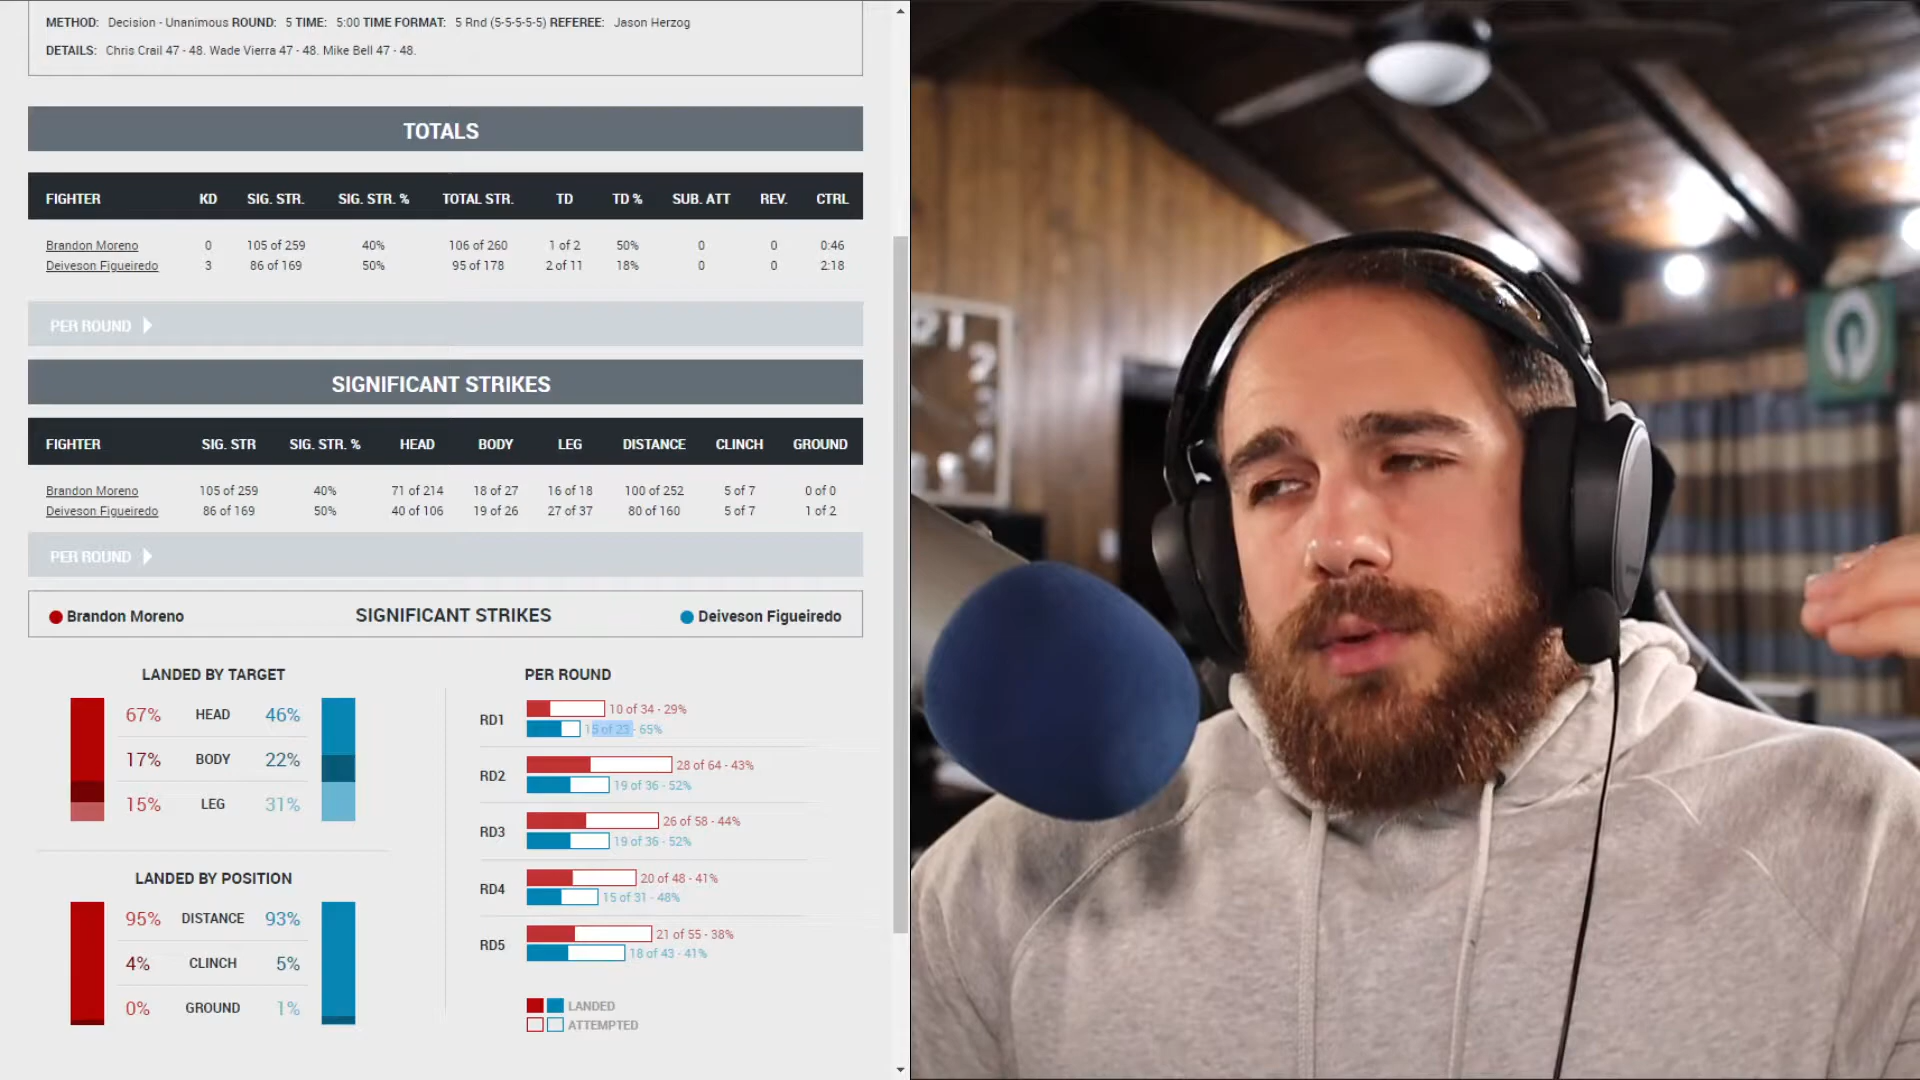 METHOD: Decision - Unanimous ROUND: 5 TIME: 5:00 TIME FORMAT: 5 Rnd (5-5-5-5-5) REFEREE: Jason Herzog
DETAILS: Chris Crail 47 - 48. Wade Vierra 47 - 48. Mike Bell 47 - 48.
TOTALS
FIGHTER KD SIG. STR. SIG. STR. % TOTAL STR. TD TD % SUB. ATT REV. CTRL
Brandon Moreno 0 105 of 259 40% 106 of 260 1 of 2 50% 0 0 0:46
Deiveson Figueiredo 3 86 of 169 50% 95 of 178 2 of 11 18% 0 0 2:18
PER ROUND
SIGNIFICANT STRIKES
FIGHTER SIG. STR SIG. STR. % HEAD BODY LEG DISTANCE CLINCH GROUND
Brandon Moreno 105 of 259 40% 71 of 214 18 of 27 16 of 18 100 of 252 5 of 7 0 of 0
Deiveson Figueiredo 86 of 169 50% 40 of 106 19 of 26 27 of 37 80 of 160 5 of 7 1 of 2
PER ROUND
Brandon Moreno SIGNIFICANT STRIKES Deiveson Figueiredo
LANDED BY TARGET
67% HEAD 46%
17% BODY 22%
15% LEG 31%
LANDED BY POSITION
95% DISTANCE 93%
4% CLINCH 5%
0% GROUND 1%
PER ROUND
RD1
10 of 34 - 29%
15 of 23 - 65%
RD2
28 of 64 - 43%
19 of 36 - 52%
RD3
26 of 58 - 44%
19 of 36 - 52%
RD4
20 of 48 - 41%
15 of 31 - 48%
RD5
21 of 55 - 38%
18 of 43 - 41%
LANDED
ATTEMPTED